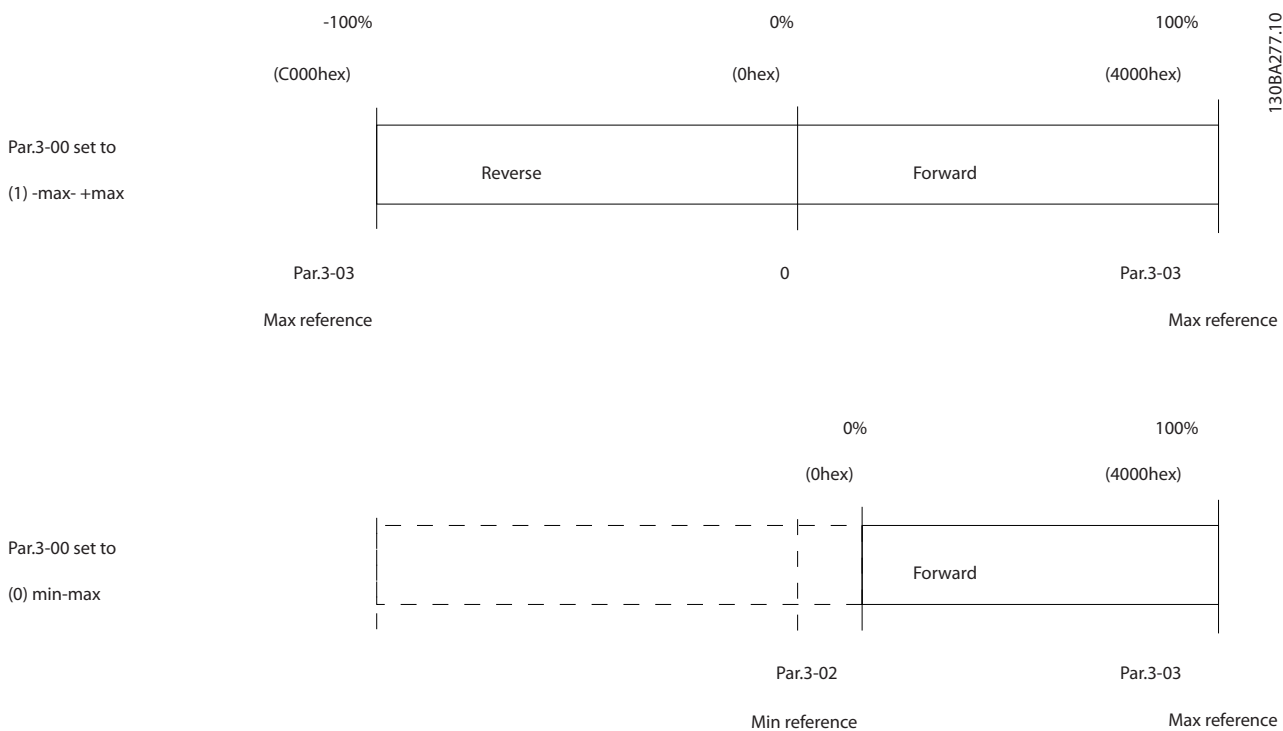 -100%
0%
100%
130BA277.10
(C000hex)
(0hex)
(4000hex)
Par.3-00 set to
(1) -max- +max
Reverse
Forward
Par.3-03
0
Par.3-03
Max reference
Max reference
0%
100%
(0hex)
(4000hex)
Par.3-00 set to
(0) min-max
Forward
Par.3-02
Par.3-03
Min reference
Max reference